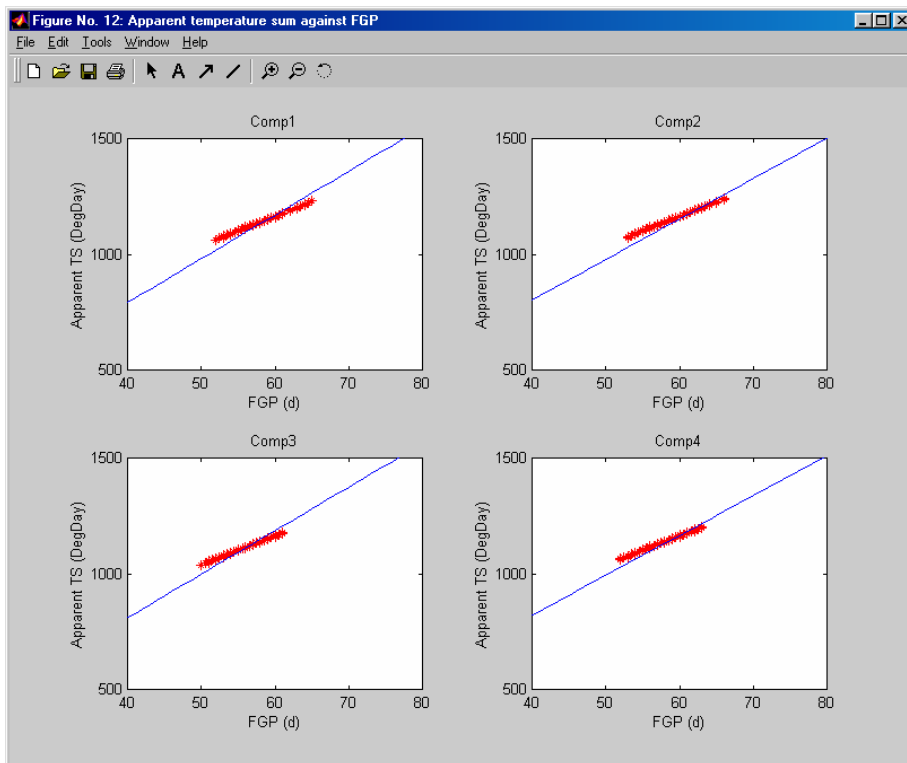 Figure No. 12: Apparent temperature sum against FGP
File Edit Tools Window Help
A
Comp1
1500
1000
500
Apparent TS (DegDay)
40 50 60 70 80
FGP (d)
Comp2
1500
1000
500
Apparent TS (DegDay)
40 50 60 70 80
FGP (d)
Comp3
1500
1000
500
Apparent TS (DegDay)
40 50 60 70 80
FGP (d)
Comp4
1500
1000
500
Apparent TS (DegDay)
40 50 60 70 80
FGP (d)